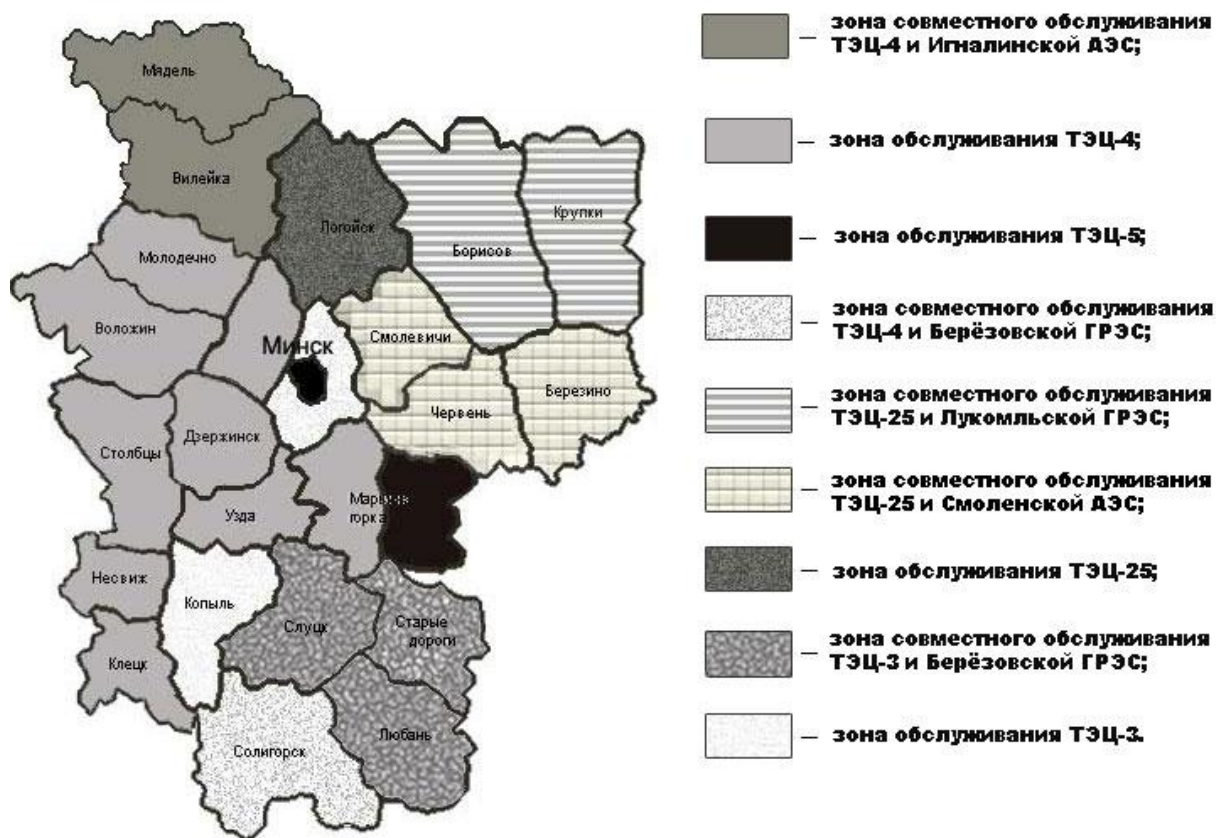 Мядель
Вилейка
Логойск
Борисов
Крупки
Молодечно
Воложин
Минск
Смолевичи
Червень
Березино
Столбцы
Дзержинск
Узда
Марьина
горка
Несвиж
Клецк
Копыль
Слуцк
Старые
дороги
Солигорск
Любань
— зона совместного обслуживания
ТЭЦ-4 и Игналинской АЭС;
— зона обслуживания ТЭЦ-4;
— зона обслуживания ТЭЦ-5;
— зона совместного обслуживания
ТЭЦ-4 и Берёзовской ГРЭС;
— зона совместного обслуживания
ТЭЦ-25 и Лукомльской ГРЭС;
— зона совместного обслуживания
ТЭЦ-25 и Смоленской АЭС;
— зона обслуживания ТЭЦ-25;
— зона совместного обслуживания
ТЭЦ-3 и Берёзовской ГРЭС;
— зона обслуживания ТЭЦ-3.